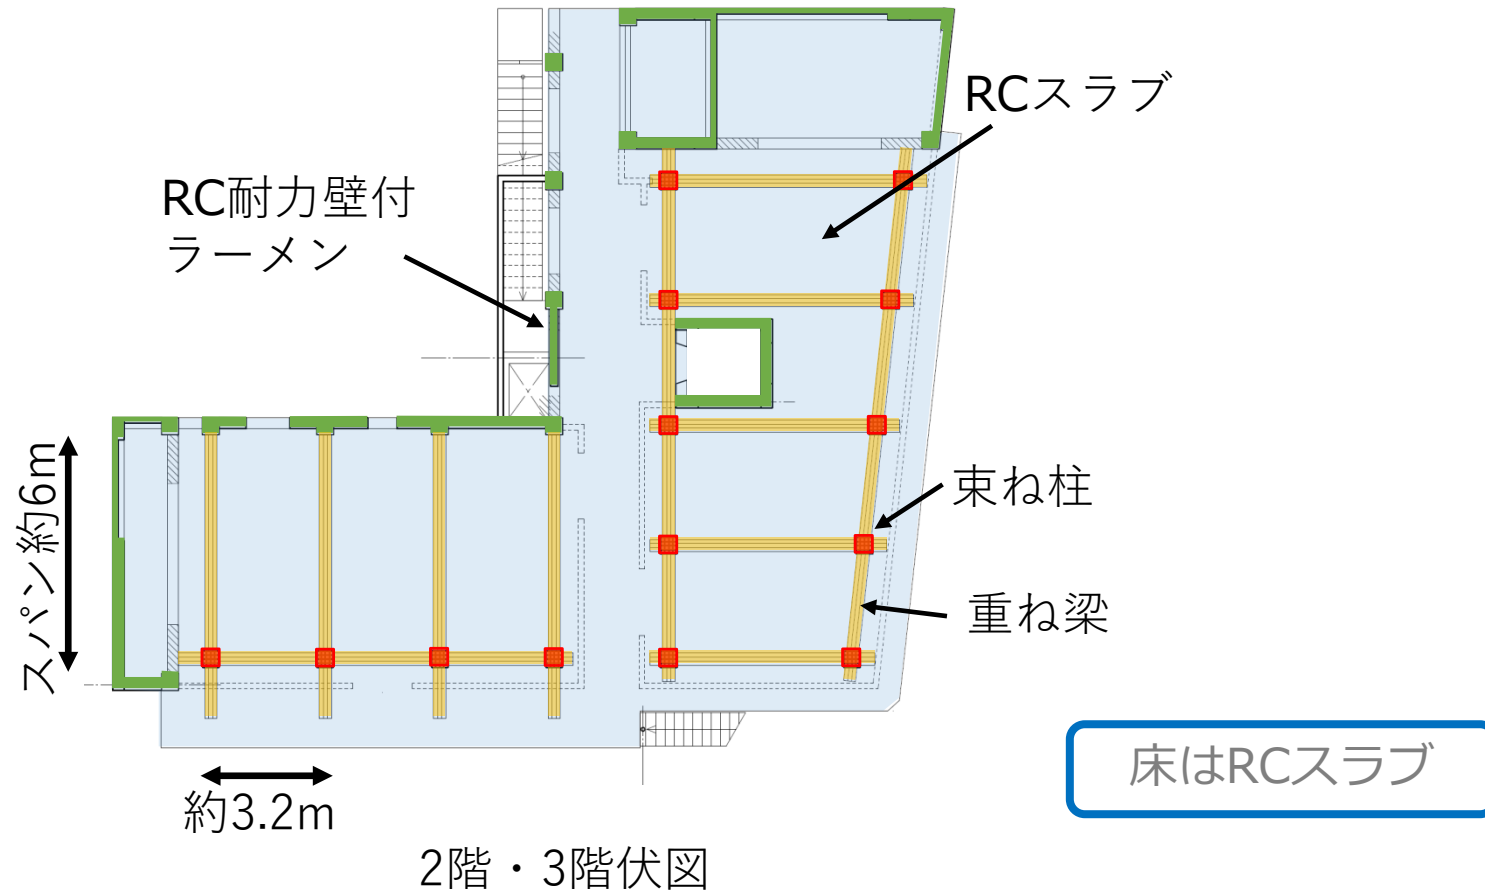 RCスラブ
RC耐力壁付
ラーメン
スパン約6m
束ね柱
重ね梁
床はRCスラブ
約3.2m
2階・3階伏図